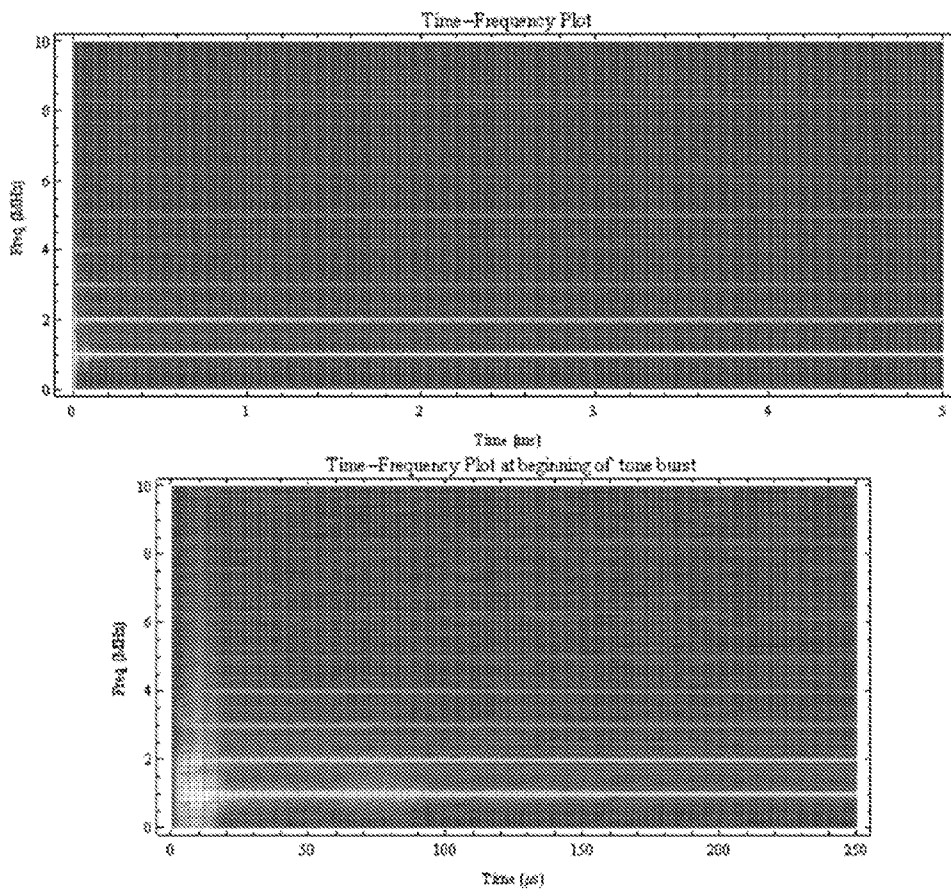 Time-Frequency Plot
10
8
6
4
2
0
Freq (MHz)
0 1 2 3 4 5
Time (ms)
Time-Frequency Plot at beginning of tone burst
10
8
6
4
2
0
Freq (MHz)
0 50 100 150 200 250
Time (µs)